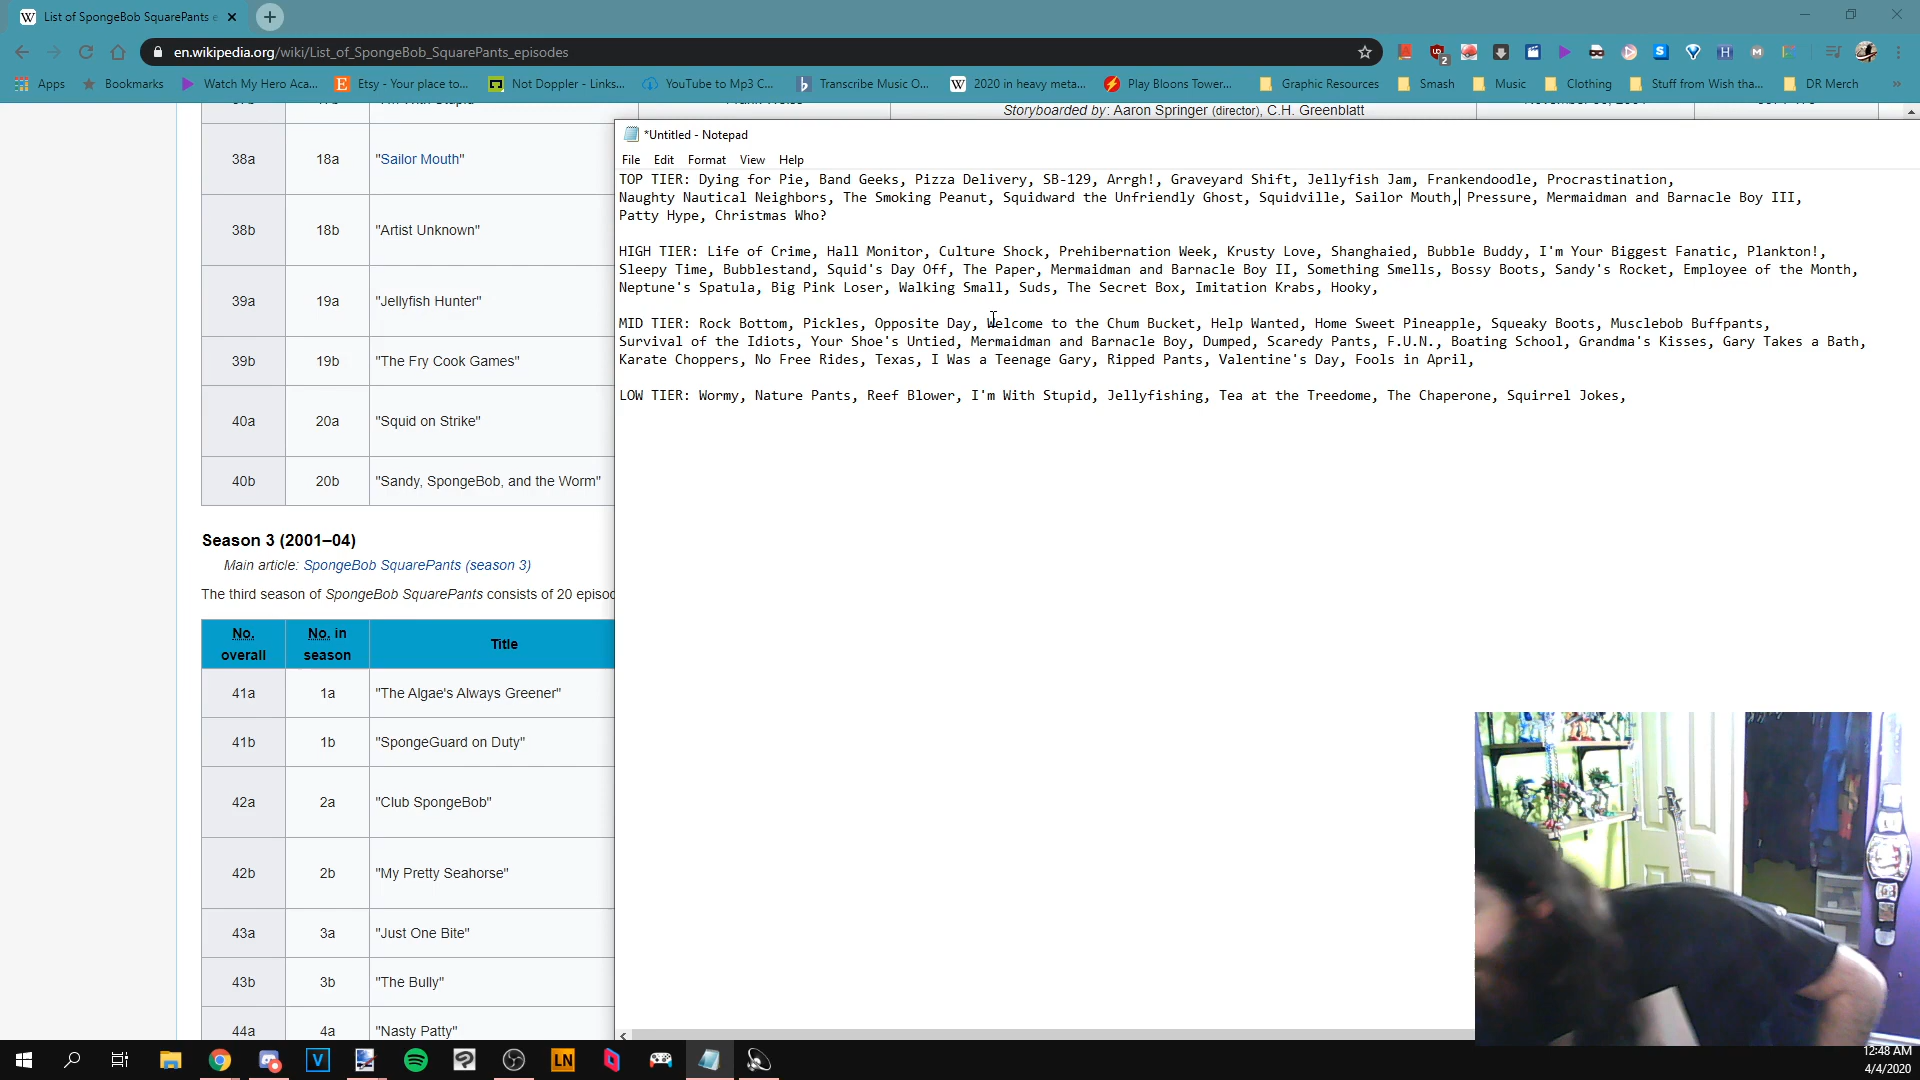 List of SpongeBob SquarePants e
en.wikipedia.org/wiki/List_of_SpongeBob_SquarePants_episodes
Apps Bookmarks Watch My Hero Aca... Etsy - Your place to... Not Doppler - Links... YouTube to Mp3 C... Transcribe Music O... 2020 in heavy meta... Play Bloons Tower... Graphic Resources Smash Music Clothing Stuff from Wish tha... DR Merch
Storyboarded by: Aaron Springer (director), C.H. Greenblatt
38a 18a "Sailor Mouth"
38b 18b "Artist Unknown"
39a 19a "Jellyfish Hunter"
39b 19b "The Fry Cook Games"
40a 20a "Squid on Strike"
40b 20b "Sandy, SpongeBob, and the Worm"
Season 3 (2001–04)
Main article: SpongeBob SquarePants (season 3)
The third season of SpongeBob SquarePants consists of 20 episo
No. overall No. in season Title
41a 1a "The Algae's Always Greener"
41b 1b "SpongeGuard on Duty"
42a 2a "Club SpongeBob"
42b 2b "My Pretty Seahorse"
43a 3a "Just One Bite"
43b 3b "The Bully"
44a 4a "Nasty Patty"
*Untitled - Notepad
File Edit Format View Help
TOP TIER: Dying for Pie, Band Geeks, Pizza Delivery, SB-129, Arrgh!, Graveyard Shift, Jellyfish Jam, Frankendoodle, Procrastination,
Naughty Nautical Neighbors, The Smoking Peanut, Squidward the Unfriendly Ghost, Squidville, Sailor Mouth, Pressure, Mermaidman and Barnacle Boy III,
Patty Hype, Christmas Who?
HIGH TIER: Life of Crime, Hall Monitor, Culture Shock, Prehibernation Week, Krusty Love, Shanghaied, Bubble Buddy, I'm Your Biggest Fanatic, Plankton!,
Sleepy Time, Bubblestand, Squid's Day Off, The Paper, Mermaidman and Barnacle Boy II, Something Smells, Bossy Boots, Sandy's Rocket, Employee of the Month,
Neptune's Spatula, Big Pink Loser, Walking Small, Suds, The Secret Box, Imitation Krabs, Hooky,
MID TIER: Rock Bottom, Pickles, Opposite Day, Welcome to the Chum Bucket, Help Wanted, Home Sweet Pineapple, Squeaky Boots, Musclebob Buffpants,
Survival of the Idiots, Your Shoe's Untied, Mermaidman and Barnacle Boy, Dumped, Scaredy Pants, F.U.N., Boating School, Grandma's Kisses, Gary Takes a Bath,
Karate Choppers, No Free Rides, Texas, I Was a Teenage Gary, Ripped Pants, Valentine's Day, Fools in April,
LOW TIER: Wormy, Nature Pants, Reef Blower, I'm With Stupid, Jellyfishing, Tea at the Treedome, The Chaperone, Squirrel Jokes,
12:48 AM
4/4/2020